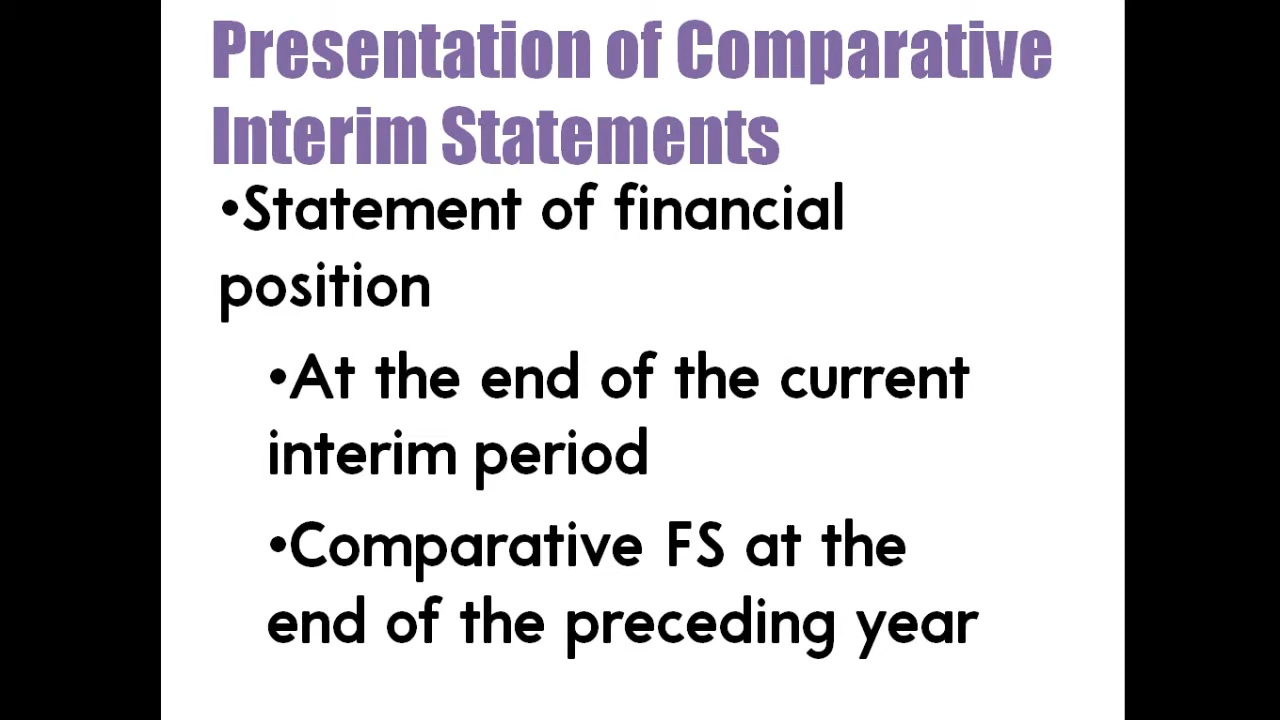 Presentation of Comparative
Interim Statements
•Statement of financial
position
•At the end of the current
interim period
•Comparative FS at the
end of the preceding year